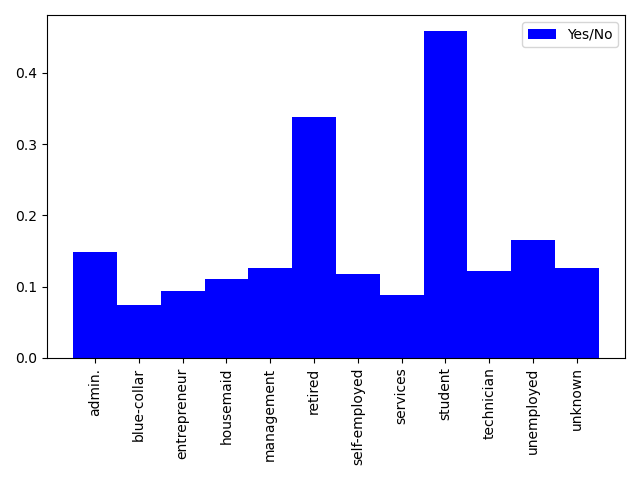 Yes/No
0.4
0.3
0.2
0.1
0.0
admin.
blue-collar
entrepreneur
housemaid
management
retired
self-employed
services
student
technician
unemployed
unknown